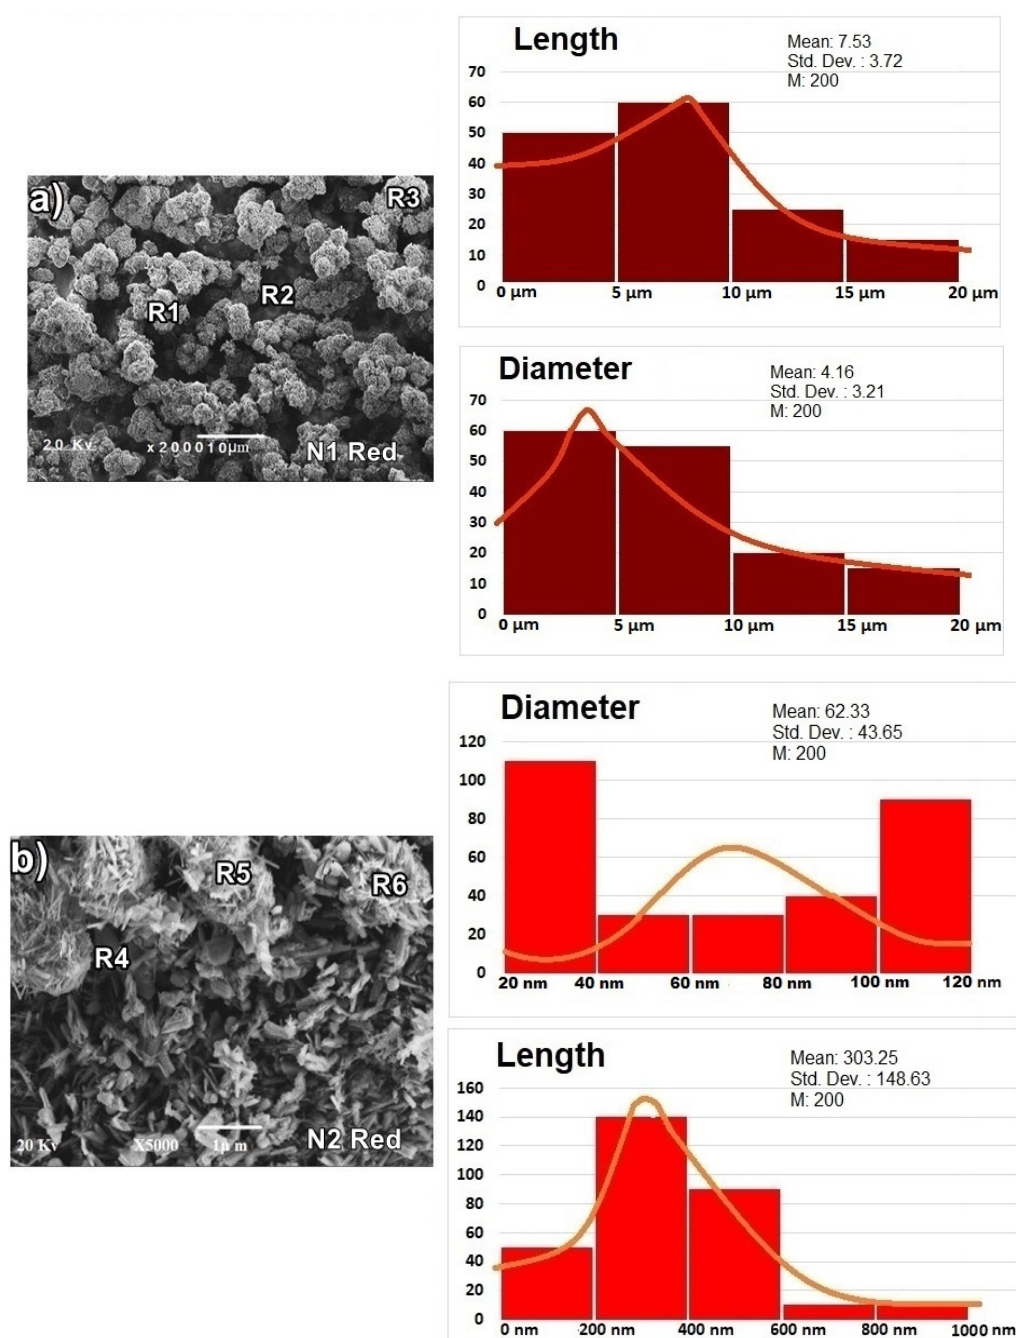 Length
Mean: 7.53
Std. Dev. : 3.72
M: 200
70
60
50
40
30
20
10
0
0 µm 5 µm 10 µm 15 µm 20 µm
a)
R3
R2
R1
20 Kv x200010µm
N1 Red
Diameter
Mean: 4.16
Std. Dev. : 3.21
M: 200
70
60
50
40
30
20
10
0
0 µm 5 µm 10 µm 15 µm 20 µm
Diameter
Mean: 62.33
Std. Dev. : 43.65
M: 200
120
100
80
60
40
20
0
20 nm 40 nm 60 nm 80 nm 100 nm 120 nm
b)
R5
R6
R4
20 Kv X5000 1µ m
N2 Red
Length
Mean: 303.25
Std. Dev. : 148.63
M: 200
160
140
120
100
80
60
40
20
0
0 nm 200 nm 400 nm 600 nm 800 nm 1000 nm